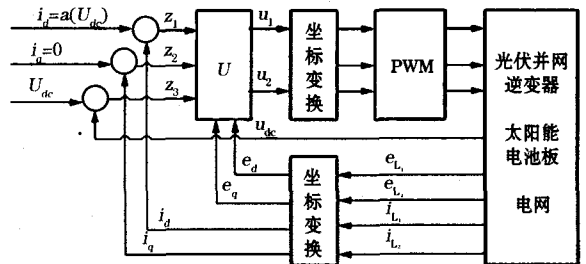 i_d=a(U_dc)
z_1
u_1
i_q=0
z_2
U
坐标变换
PWM
光伏并网
逆变器
U_dc
z_3
u_2
u_dc
太阳能
电池板
e_d
坐标变换
e_L₁
e_q
e_L₁
电网
i_d
i_L₁
i_q
i_L₂